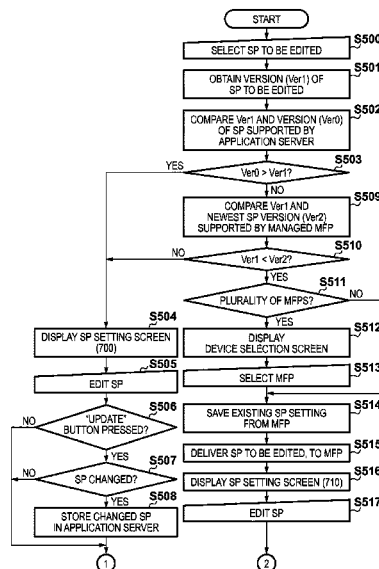 START
S500
SELECT SP TO BE EDITED
S501
OBTAIN VERSION (Ver1) OF
SP TO BE EDITED
S502
COMPARE Ver1 AND VERSION (Ver0)
OF SP SUPPORTED BY
APPLICATION SERVER
S503
YES
Ver0 > Ver1?
NO
S509
COMPARE Ver1 AND
NEWEST SP VERSION (Ver2)
SUPPORTED BY MANAGED MFP
S510
NO
Ver1 < Ver2?
YES
S511
PLURALITY OF MFPS?
NO
YES
S504
DISPLAY SP SETTING SCREEN
(700)
S505
EDIT SP
S506
NO
"UPDATE"
BUTTON PRESSED?
YES
S507
NO
SP CHANGED?
YES
S508
STORE CHANGED SP
IN APPLICATION SERVER
1
S512
DISPLAY
DEVICE SELECTION SCREEN
S513
SELECT MFP
S514
SAVE EXISTING SP SETTING
FROM MFP
S515
DELIVER SP TO BE EDITED, TO MFP
S516
DISPLAY SP SETTING SCREEN (710)
S517
EDIT SP
2